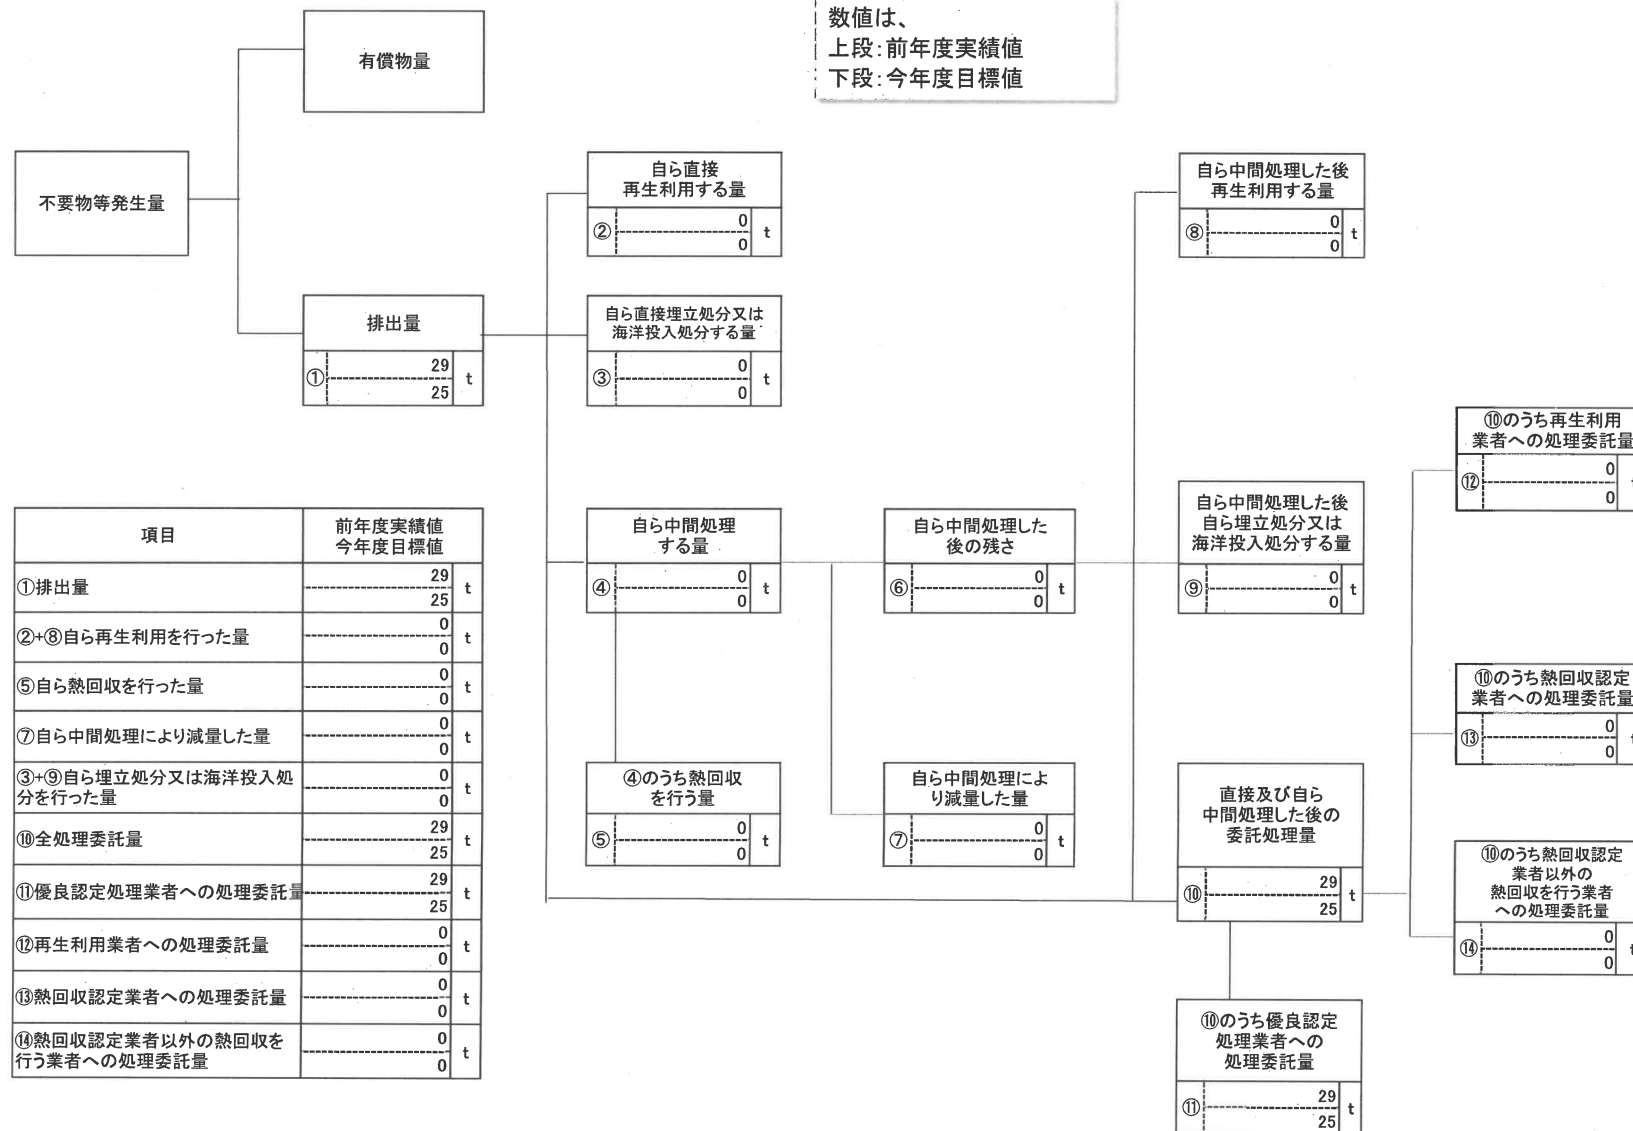 数値は、
上段:前年度実績値
下段:今年度目標値
有償物量
不要物等発生量
排出量
①
29
25
t
自ら直接
再生利用する量
②
0
0
t
自ら直接埋立処分又は
海洋投入処分する量
③
0
0
t
自ら中間処理した後
再生利用する量
⑧
0
0
t
自ら中間処理
する量
④
0
0
t
自ら中間処理した
後の残さ
⑥
0
0
t
自ら中間処理した後
自ら埋立処分又は
海洋投入処分する量
⑨
0
0
t
④のうち熱回収
を行う量
⑤
0
0
t
自ら中間処理によ
り減量した量
⑦
0
0
t
直接及び自ら
中間処理した後の
委託処理量
⑩
29
25
t
⑩のうち優良認定
処理業者への
処理委託量
⑪
29
25
t
⑩のうち再生利用
業者への処理委託量
⑫
0
0
⑩のうち熱回収認定
業者への処理委託量
⑬
0
0
⑩のうち熱回収認定
業者以外の
熱回収を行う業者
への処理委託量
⑭
0
0
項目
前年度実績値
今年度目標値
①排出量
29
25
t
②+⑧自ら再生利用を行った量
0
0
t
⑤自ら熱回収を行った量
0
0
t
⑦自ら中間処理により減量した量
0
0
t
③+⑨自ら埋立処分又は海洋投入処
分を行った量
0
0
t
⑩全処理委託量
29
25
t
⑪優良認定処理業者への処理委託量
29
25
t
⑫再生利用業者への処理委託量
0
0
t
⑬熱回収認定業者への処理委託量
0
0
t
⑭熱回収認定業者以外の熱回収を
行う業者への処理委託量
0
0
t